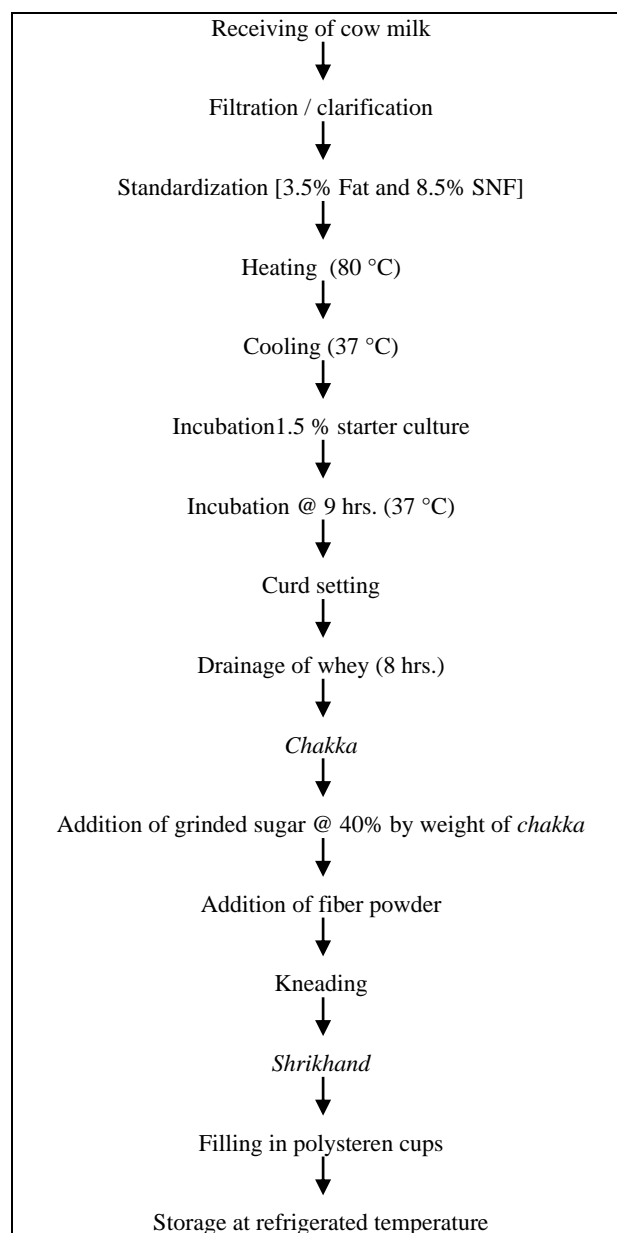 Receiving of cow milk
Filtration / clarification
Standardization [3.5% Fat and 8.5% SNF]
Heating (80 °C)
Cooling (37 °C)
Incubation1.5 % starter culture
Incubation @ 9 hrs. (37 °C)
Curd setting
Drainage of whey (8 hrs.)
Chakka
Addition of grinded sugar @ 40% by weight of chakka
Addition of fiber powder
Kneading
Shrikhand
Filling in polysteren cups
Storage at refrigerated temperature